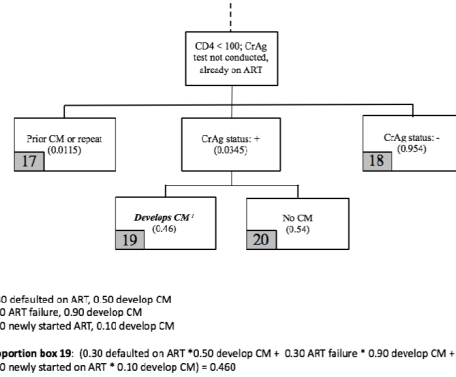 CD4 < 100; CrAg
test not conducted,
already on ART
Prior CM or repeat
(0.0115)
17
CrAg status: +
(0.0345)
CrAg status: -
(0.954)
18
Develops CM
(0.46)
19
No CM
(0.54)
20
0 defaulted on ART, 0.50 develop CM
0 ART failure, 0.90 develop CM
0 newly started ART, 0.10 develop CM
portion box 19: (0.30 defaulted on ART *0.50 develop CM + 0.30 ART failure * 0.90 develop CM +
0 newly started on ART * 0.10 develop CM) = 0.460